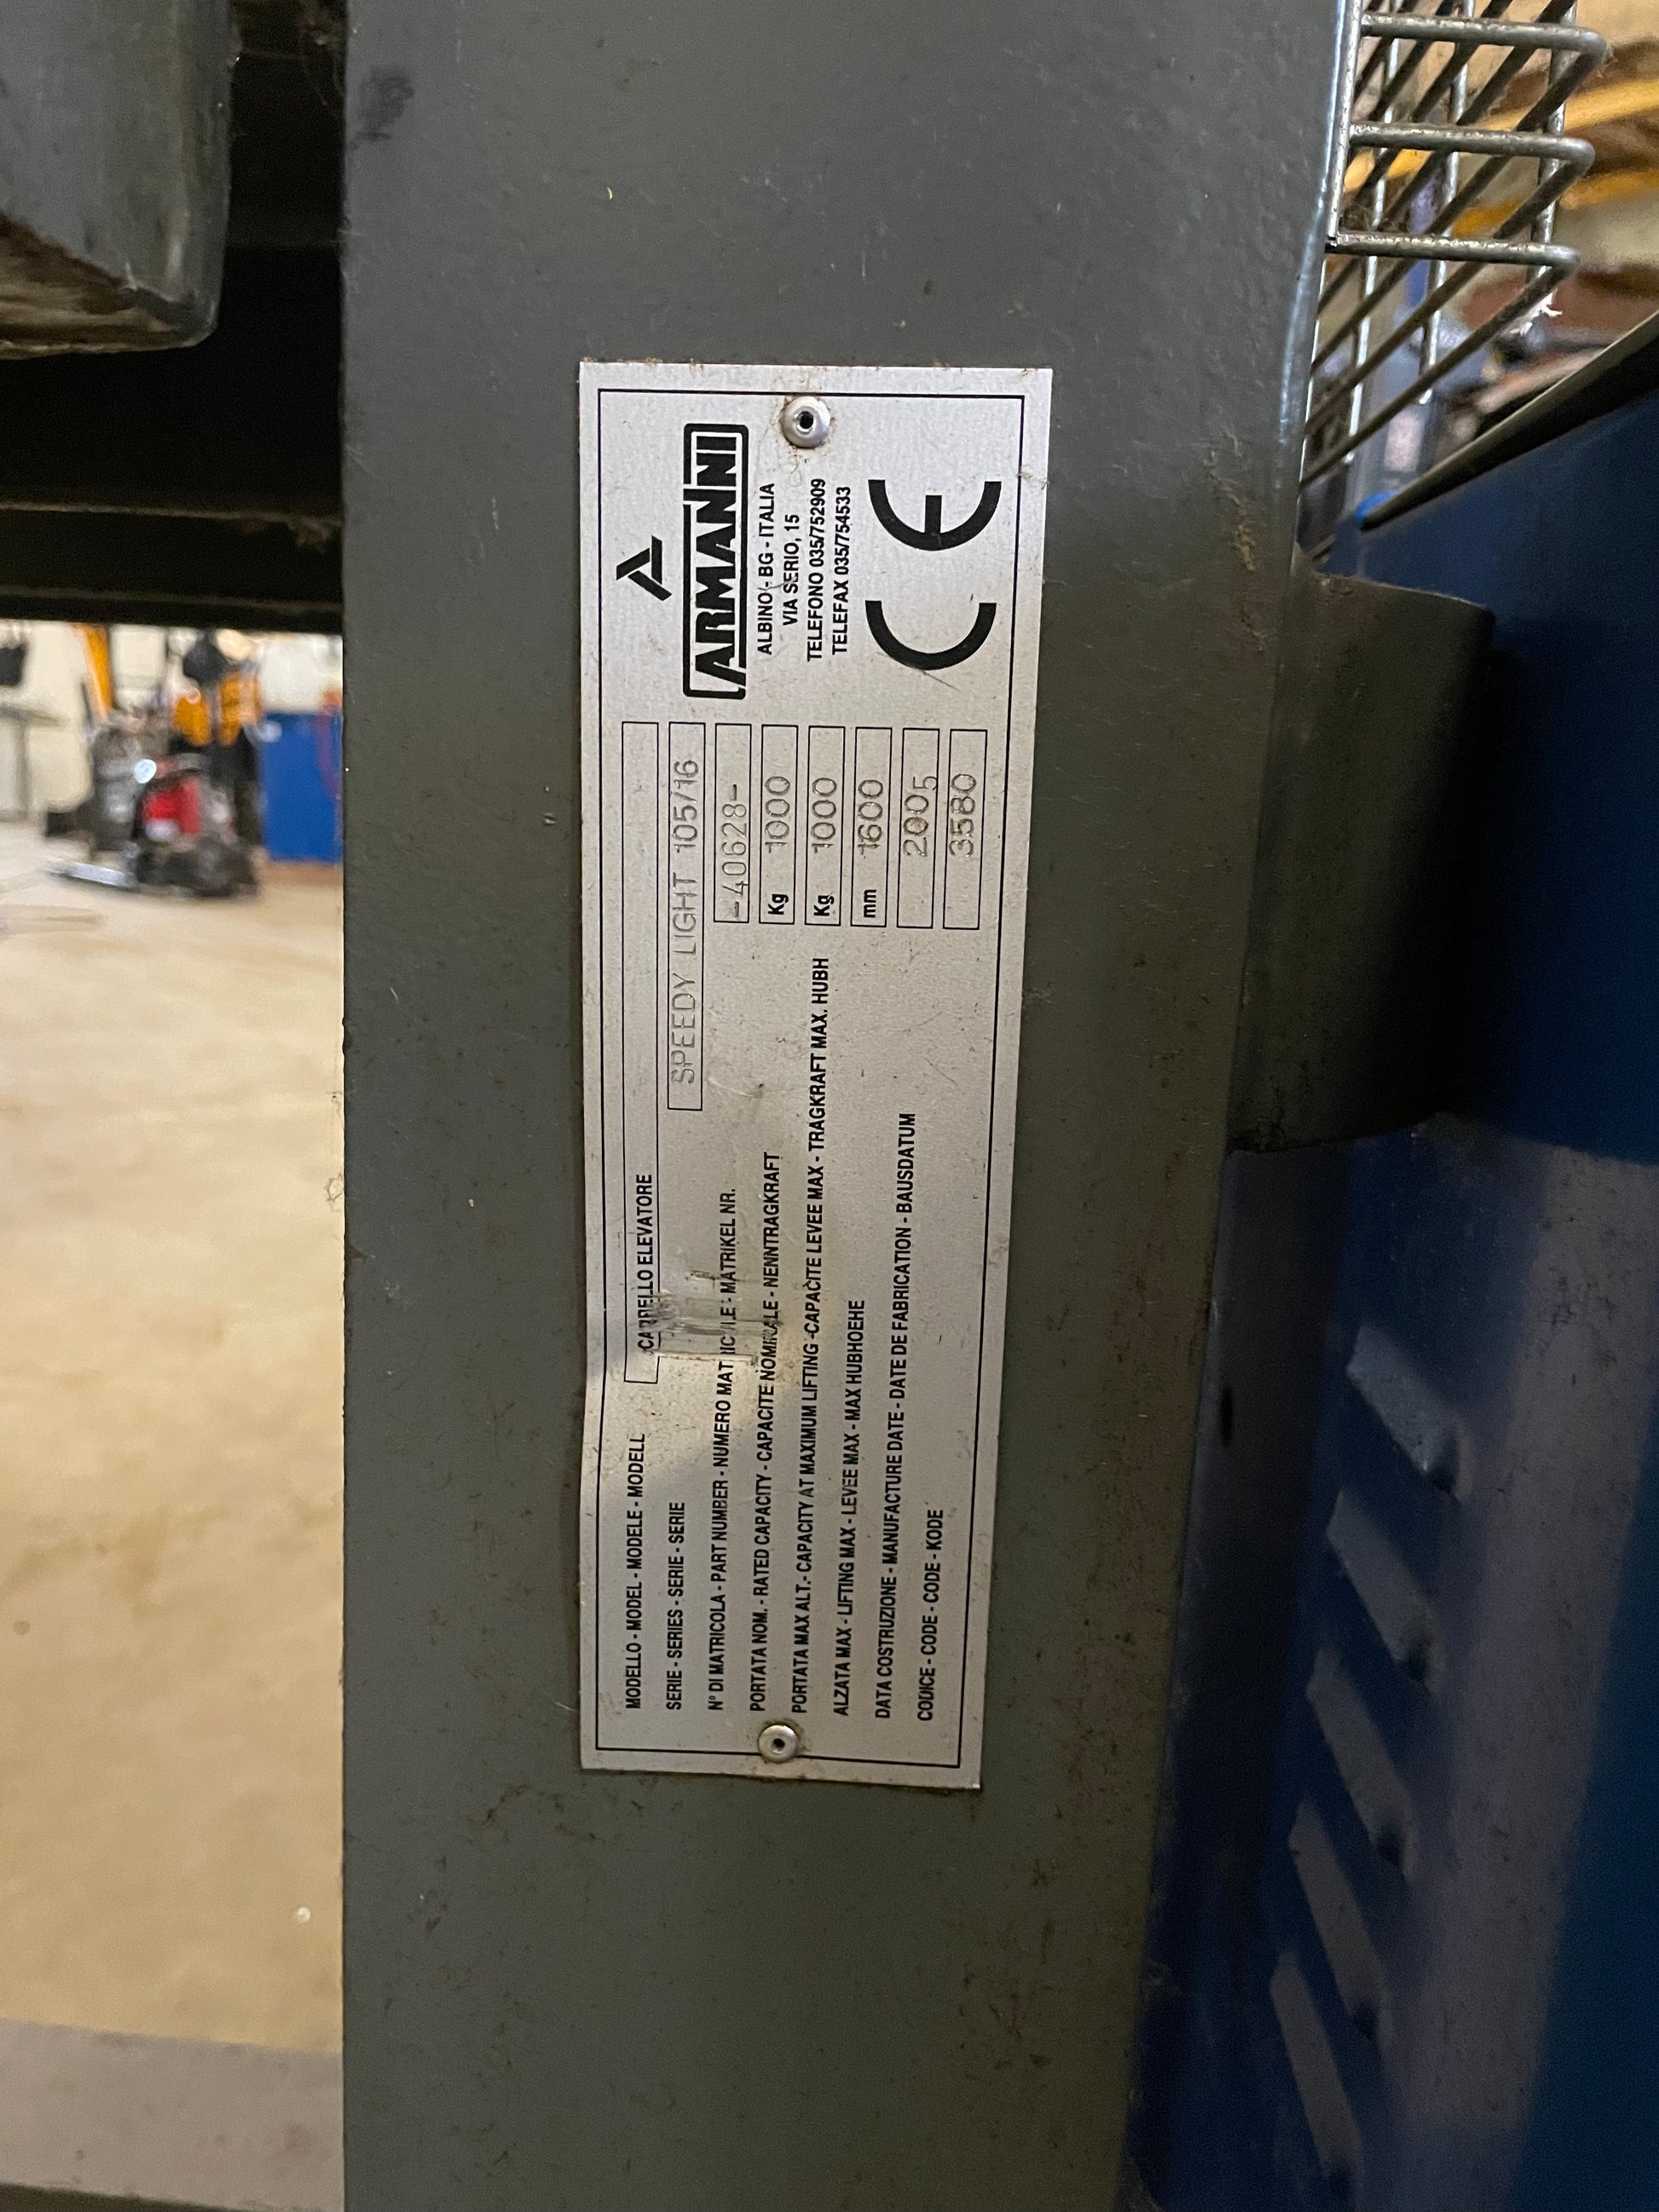 MODELLO - MODEL - MODELE - MODELL CARRELLO ELEVATORE
SERIE - SERIES - SERIE - SERIE SPEEDY LIGHT 105/16
N° DI MATRICOLA - PART NUMBER - NUMERO MATRICULE - MATRIKEL NR. -40628-
PORTATA NOM. - RATED CAPACITY - CAPACITE NOMINALE - NENNTRAGKRAFT Kg 1000
PORTATA MAX ALT. - CAPACITY AT MAXIMUM LIFTING - CAPACITE LEVEE MAX - TRAGKRAFT MAX. HUBH Kg 1000
ALZATA MAX - LIFTING MAX - LEVEE MAX - MAX HUBHOEHE mm 1600
DATA COSTRUZIONE - MANUFACTURE DATE - DATE DE FABRICATION - BAUSDATUM 2005
CODICE - CODE - CODE - KODE 3580
ARMANNI
ALBINO - BG - ITALIA
VIA SERIO, 15
TELEFONO 035/752909
TELEFAX 035/754533
CE